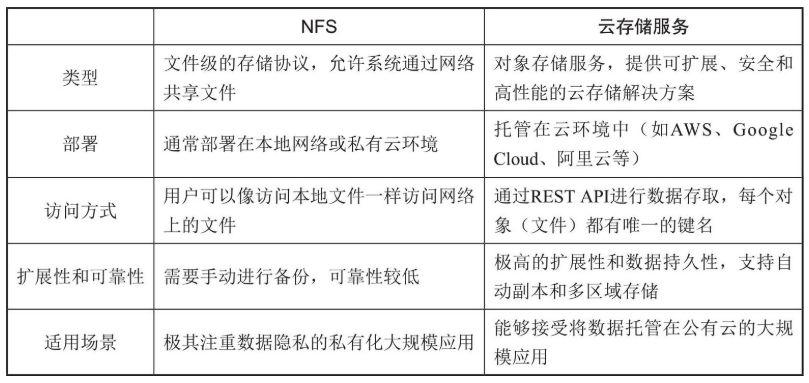 NFS
云存储服务
类型
文件级的存储协议，允许系统通过网络
共享文件
对象存储服务，提供可扩展、安全和
高性能的云存储解决方案
部署
通常部署在本地网络或私有云环境
托管在云环境中（如AWS、Google
Cloud、阿里云等）
访问方式
用户可以像访问本地文件一样访问网络
上的文件
通过REST API进行数据存取，每个对
象（文件）都有唯一的键名
扩展性和可靠性
需要手动进行备份，可靠性较低
极高的扩展性和数据持久性，支持自
动副本和多区域存储
适用场景
极其注重数据隐私的私有化大规模应用
能够接受将数据托管在公有云的大规
模应用